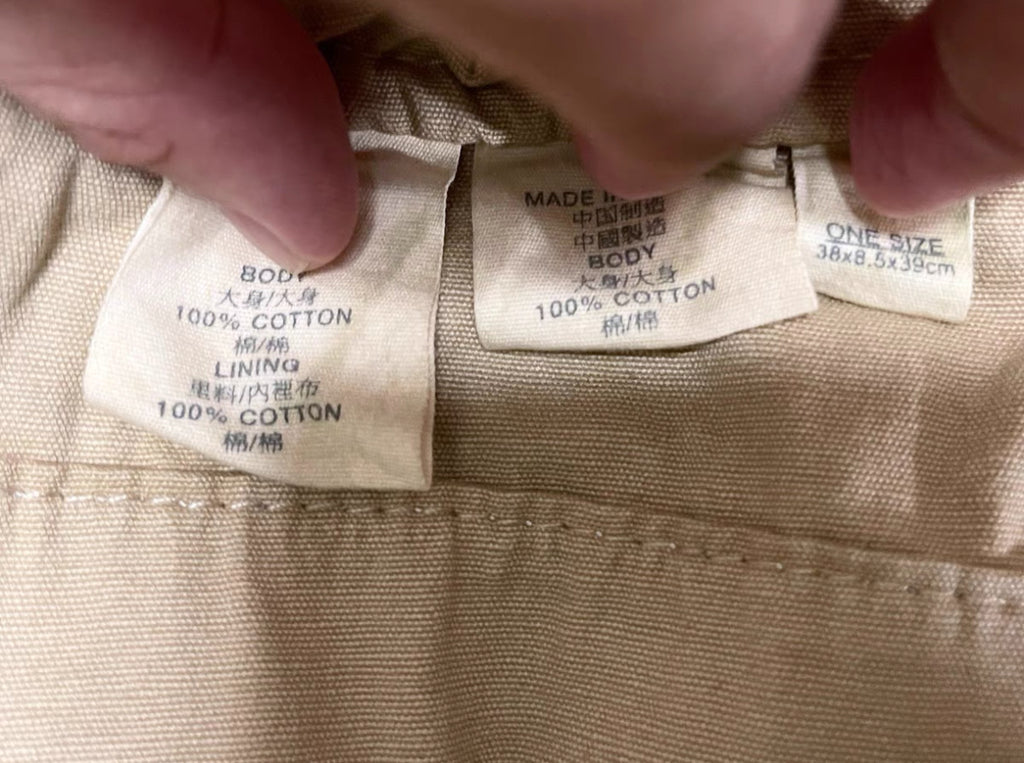 BODY
大身/大身
100% COTTON
棉/棉
LINING
里料/內裡布
100% COTTON
棉/棉
MADE
中国制造
中國製造
BODY
大身/大身
100% COTTON
棉/棉
ONE SIZE
38x8.5x39cm